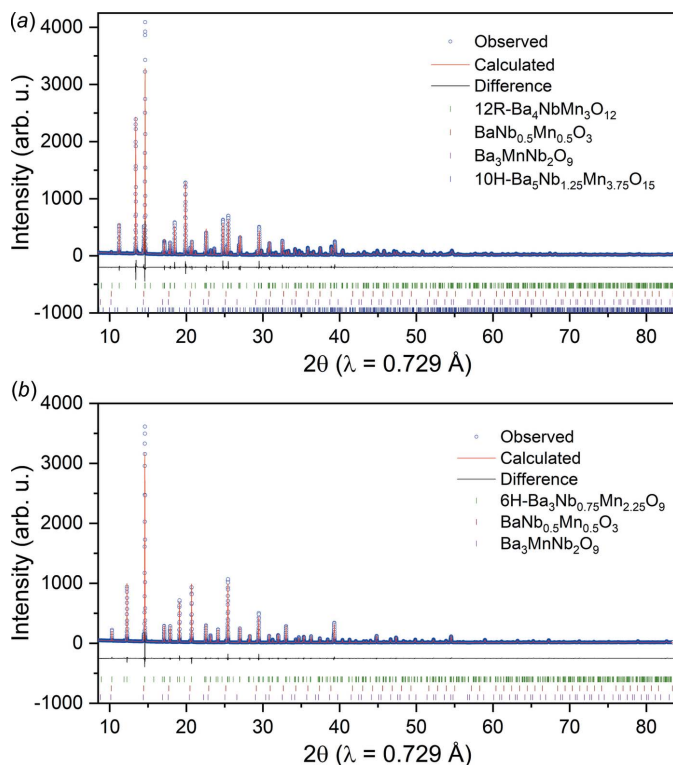 (a)
4000
3000
2000
1000
0
-1000
Intensity (arb. u.)
Observed
Calculated
Difference
12R-Ba₄NbMn₃O₁₂
BaNb₀.₅Mn₀.₅O₃
Ba₃MnNb₂O₉
10H-Ba₅Nb₁.₂₅Mn₃.₇₅O₁₅
10 20 30 40 50 60 70 80
2θ (λ = 0.729 Å)
(b)
4000
3000
2000
1000
0
-1000
Intensity (arb. u.)
Observed
Calculated
Difference
6H-Ba₃Nb₀.₇₅Mn₂.₂₅O₉
BaNb₀.₅Mn₀.₅O₃
Ba₃MnNb₂O₉
10 20 30 40 50 60 70 80
2θ (λ = 0.729 Å)